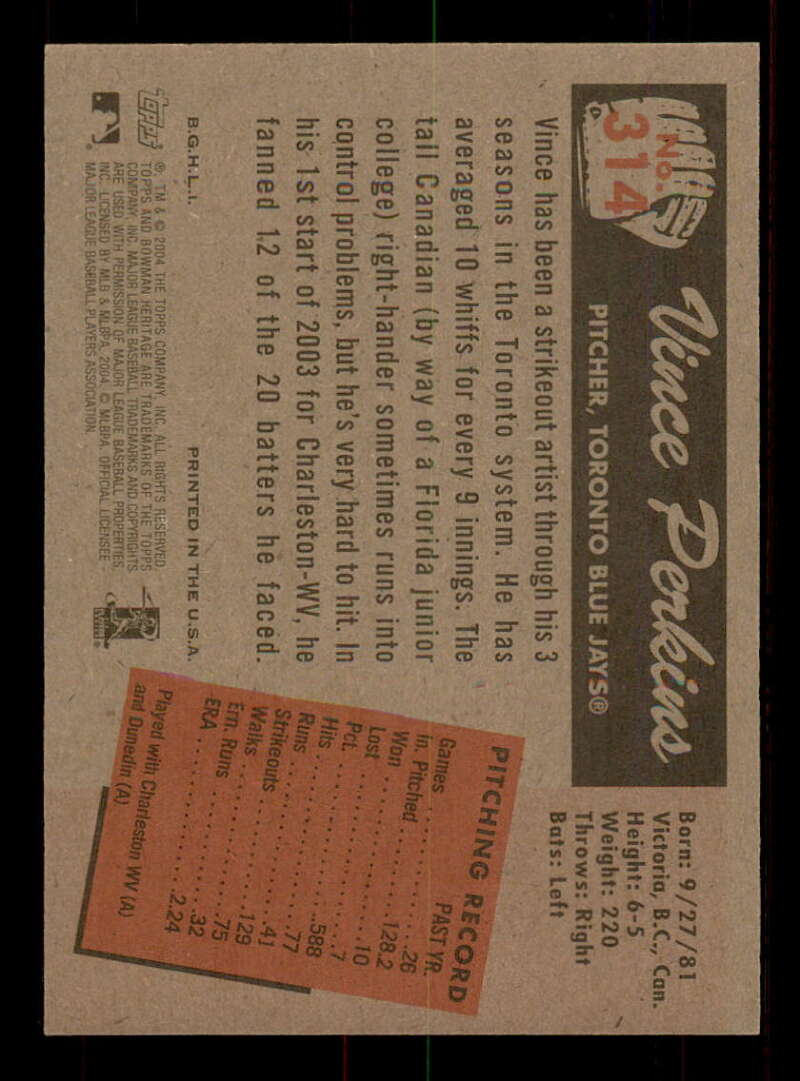 No.
314
Vince Perkins
PITCHER, TORONTO BLUE JAYS®
Born: 9/27/81
Victoria, B.C., Can.
Height: 6-5
Weight: 220
Throws: Right
Bats: Left
Vince has been a strikeout artist through his 3
seasons in the Toronto system. He has
averaged 10 whiffs for every 9 innings. The
tall Canadian (by way of a Florida junior
college) right-hander sometimes runs into
control problems, but he's very hard to hit. In
his 1st start of 2003 for Charleston-WV, he
fanned 12 of the 20 batters he faced.
PITCHING RECORD
PAST YR.
Games ..........26
In. Pitched ..........128.2
Won ..........10
Lost ..........7
Pct. ...........588
Hits ..........77
Runs ..........41
Strikeouts ..........129
Walks ..........75
Ern. Runs ..........32
ERA ..........2.24
Played with Charleston WV (A)
and Dunedin (A)
B.G.H.L.I.
PRINTED IN THE U.S.A.
Topps
®, TM & © 2004 THE TOPPS COMPANY, INC. ALL RIGHTS RESERVED.
TOPPS AND BOWMAN HERITAGE ARE TRADEMARKS OF THE TOPPS
COMPANY, INC. MAJOR LEAGUE BASEBALL TRADEMARKS AND COPYRIGHTS
ARE USED WITH PERMISSION OF MAJOR LEAGUE BASEBALL PROPERTIES,
INC. LICENSED BY MLB & MLBPA, 2004. © MLBPA. OFFICIAL LICENSEE -
MAJOR LEAGUE BASEBALL PLAYERS ASSOCIATION.